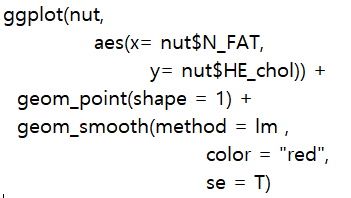 ggplot(nut,
aes(x= nut$N_FAT,
y= nut$HE_chol)) +
geom_point(shape = 1) +
geom_smooth(method = lm ,
color = "red",
se = T)